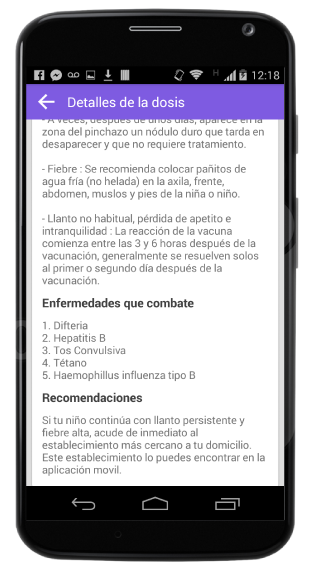 H
12:18
Detalles de la dosis
- A veces, después de unos días, aparece en la
zona del pinchazo un nódulo duro que tarda en
desaparecer y que no requiere tratamiento.
- Fiebre : Se recomienda colocar pañitos de
agua fría (no helada) en la axila, frente,
abdomen, muslos y pies de la niña o niño.
- Llanto no habitual, pérdida de apetito e
intranquilidad : La reacción de la vacuna
comienza entre las 3 y 6 horas después de la
vacunación, generalmente se resuelven solos
al primer o segundo día después de la
vacunación.
Enfermedades que combate
1. Difteria
2. Hepatitis B
3. Tos Convulsiva
4. Tétano
5. Haemophillus influenza tipo B
Recomendaciones
Si tu niño continúa con llanto persistente y
fiebre alta, acude de inmediato al
establecimiento más cercano a tu domicilio.
Este establecimiento lo puedes encontrar en la
aplicación movil.